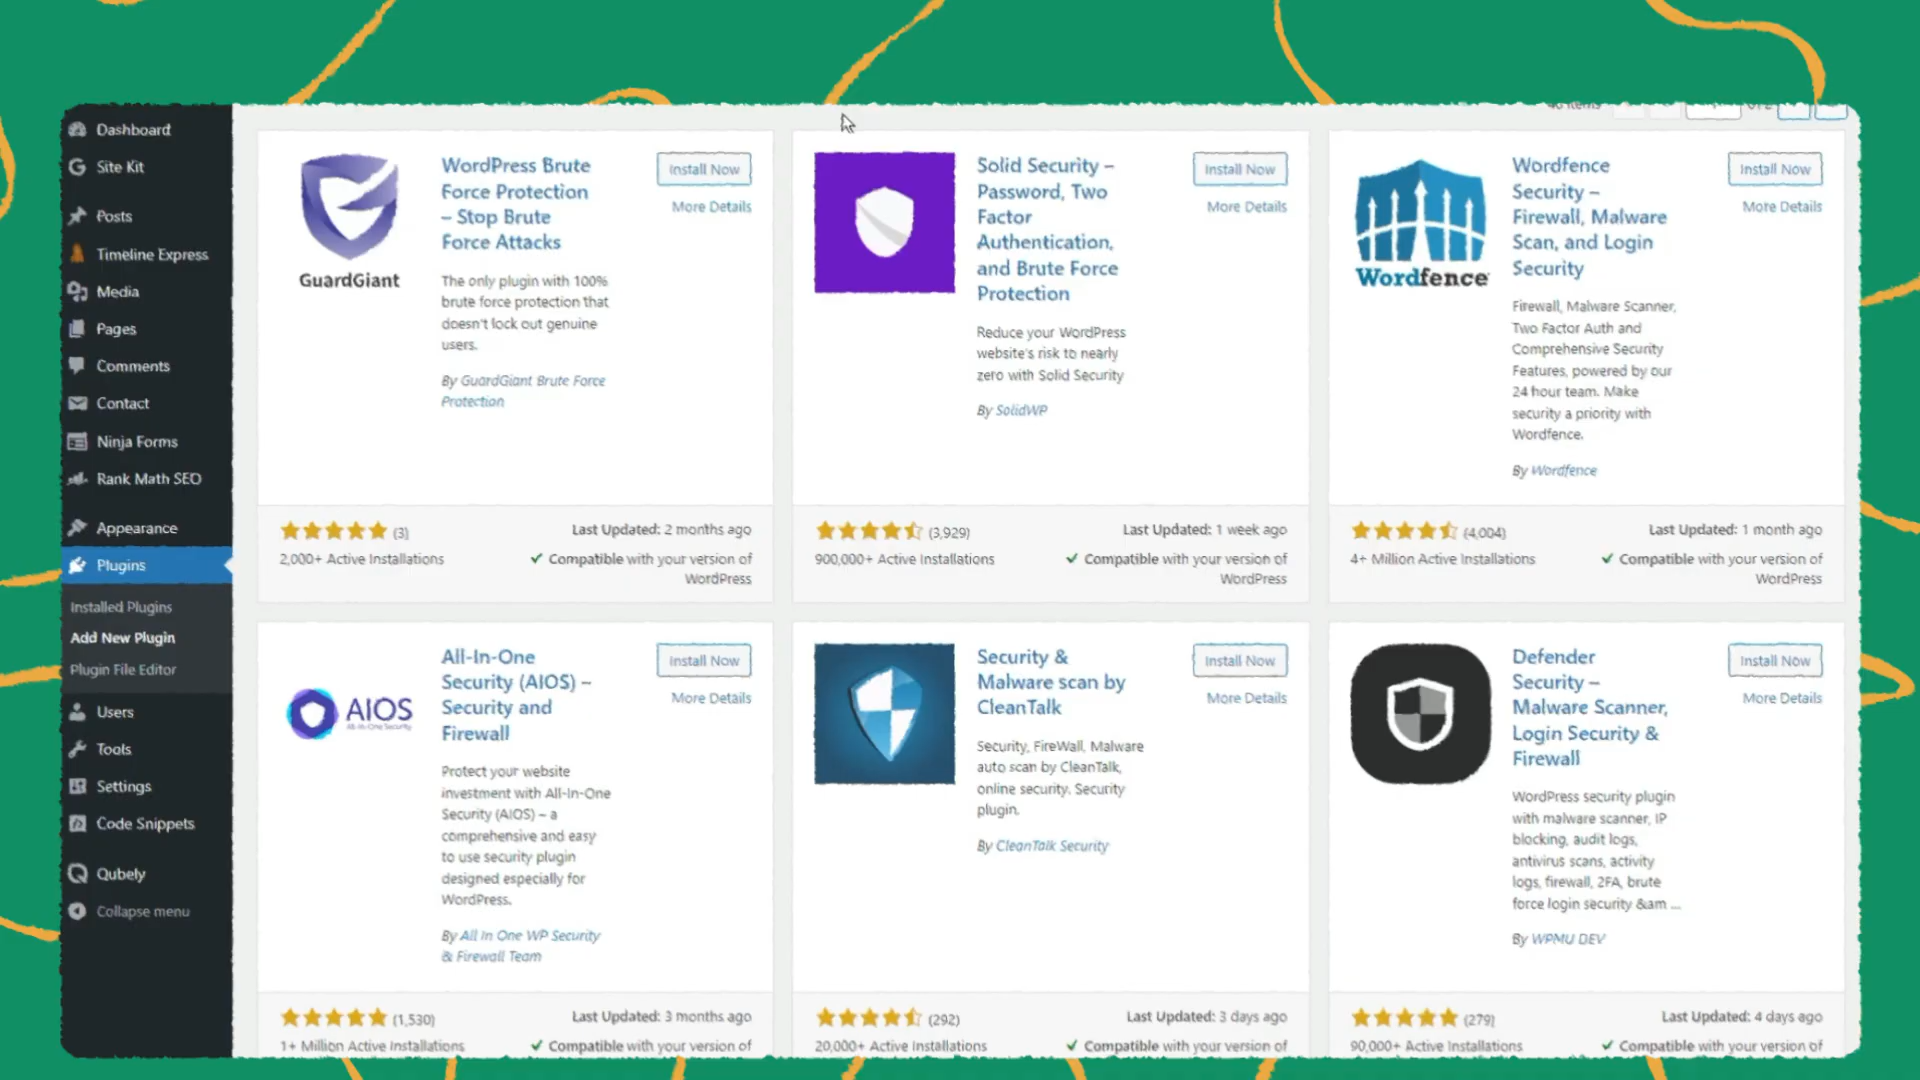 Dashboard
Site Kit
Posts
Timeline Express
Media
Pages
Comments
Contact
Ninja Forms
Rank Math SEO
Appearance
Plugins
Installed Plugins
Add New Plugin
Plugin File Editor
Users
Tools
Settings
Code Snippets
Qubely
Collapse menu
GuardGiant
WordPress Brute
Force Protection
– Stop Brute
Force Attacks
Install Now
More Details
The only plugin with 100%
brute force protection that
doesn't lock out genuine
users.
By GuardGiant Brute Force
Protection
(3)
Last Updated: 2 months ago
2,000+ Active Installations
Compatible with your version of
WordPress
Solid Security –
Password, Two
Factor
Authentication,
and Brute Force
Protection
Install Now
More Details
Reduce your WordPress
website's risk to nearly
zero with Solid Security
By SolidWP
(3,929)
Last Updated: 1 week ago
900,000+ Active Installations
Compatible with your version of
WordPress
Wordfence
Wordfence
Security –
Firewall, Malware
Scan, and Login
Security
Install Now
More Details
Firewall, Malware Scanner,
Two Factor Auth and
Comprehensive Security
Features, powered by our
24 hour team. Make
security a priority with
Wordfence.
By Wordfence
(4,004)
Last Updated: 1 month ago
4+ Million Active Installations
Compatible with your version of
WordPress
AIOS
All-In-One Security
All-In-One
Security (AIOS) –
Security and
Firewall
Install Now
More Details
Protect your website
investment with All-In-One
Security (AIOS) – a
comprehensive and easy
to use security plugin
designed especially for
WordPress.
By All In One WP Security
& Firewall Team
(1,530)
Last Updated: 3 months ago
1+ Million Active Installations
Compatible with your version of
Security &
Malware scan by
CleanTalk
Install Now
More Details
Security, FireWall, Malware
auto scan by CleanTalk,
online security. Security
plugin.
By CleanTalk Security
(292)
Last Updated: 3 days ago
20,000+ Active Installations
Compatible with your version of
Defender
Security –
Malware Scanner,
Login Security &
Firewall
Install Now
More Details
WordPress security plugin
with malware scanner, IP
blocking, audit logs,
antivirus scans, activity
logs, firewall, 2FA, brute
force login security &am ...
By WPMU DEV
(279)
Last Updated: 4 days ago
90,000+ Active Installations
Compatible with your version of